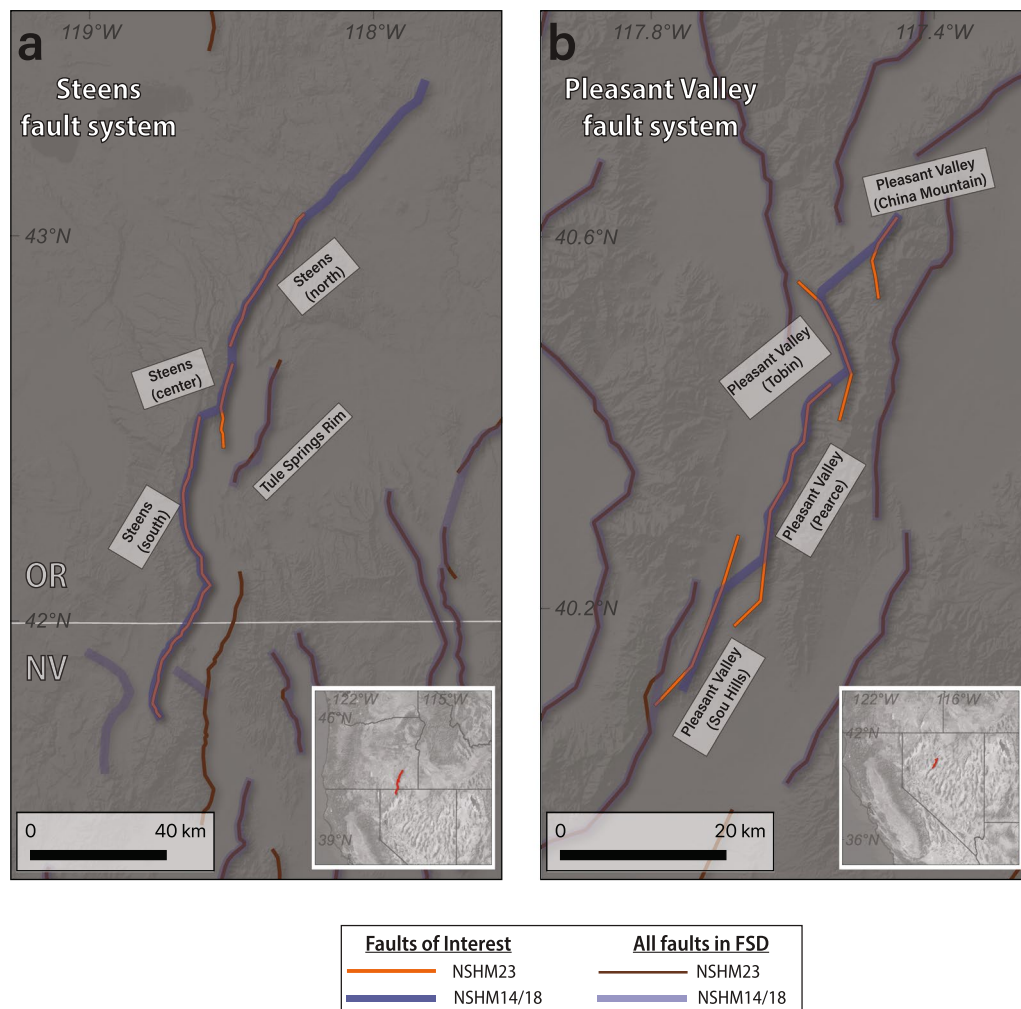 a
119°W
118°W
Steens
fault system
43°N
Steens
(north)
Steens
(center)
Tule Springs Rim
Steens
(south)
OR
42°N
NV
-122°W
115°W
46°N
39°N
0
40 km
b
117.8°W
117.4°W
Pleasant Valley
fault system
Pleasant Valley
(China Mountain)
40.6°N
Pleasant Valley
(Tobin)
Pleasant Valley
(Pearce)
40.2°N
Pleasant Valley
(Sou Hills)
122°W
116°W
42°N
36°N
0
20 km
Faults of Interest
All faults in FSD
NSHM23
NSHM23
NSHM14/18
NSHM14/18